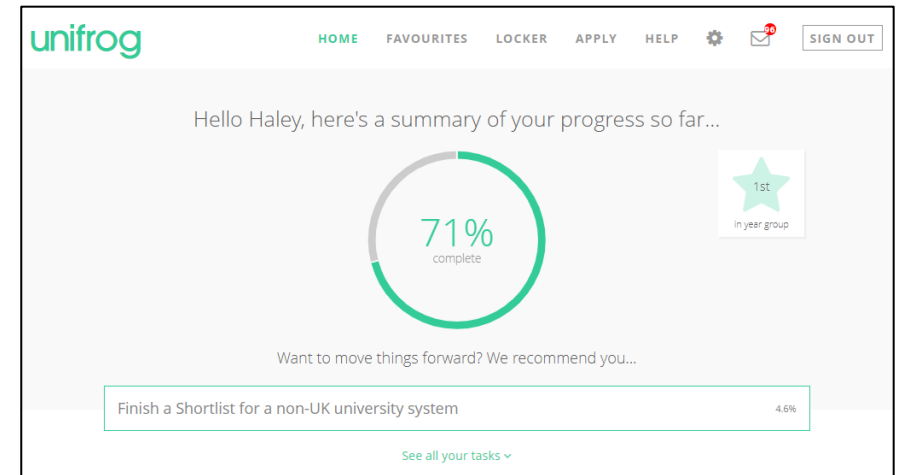 unifrog
HOME FAVOURITES LOCKER APPLY HELP 96 SIGN OUT
Hello Haley, here's a summary of your progress so far...
1st
in year group
71%
complete
Want to move things forward? We recommend you...
Finish a Shortlist for a non-UK university system 4.6%
See all your tasks